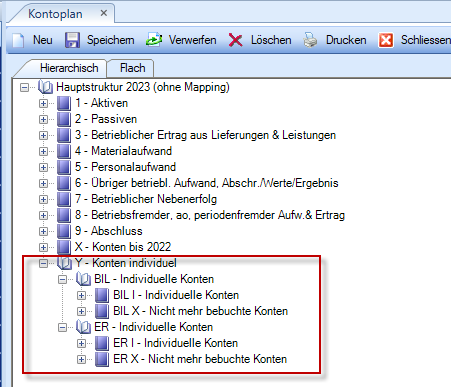 Kontoplan
Neu Speichern Verwerfen Löschen Drucken Schliessen
Hierarchisch Flach
Hauptstruktur 2023 (ohne Mapping)
1 - Aktiven
2 - Passiven
3 - Betrieblicher Ertrag aus Lieferungen & Leistungen
4 - Materialaufwand
5 - Personalaufwand
6 - Übriger betriebl. Aufwand, Abschr./Werte/Ergebnis
7 - Betrieblicher Nebenerfolg
8 - Betriebsfremder, ao, periodenfremder Aufw.& Ertrag
9 - Abschluss
X - Konten bis 2022
Y - Konten individuel
BIL - Individuelle Konten
BIL I - Individuelle Konten
BIL X - Nicht mehr bebuchte Konten
ER - Individuelle Konten
ER I - Individuelle Konten
ER X - Nicht mehr bebuchte Konten